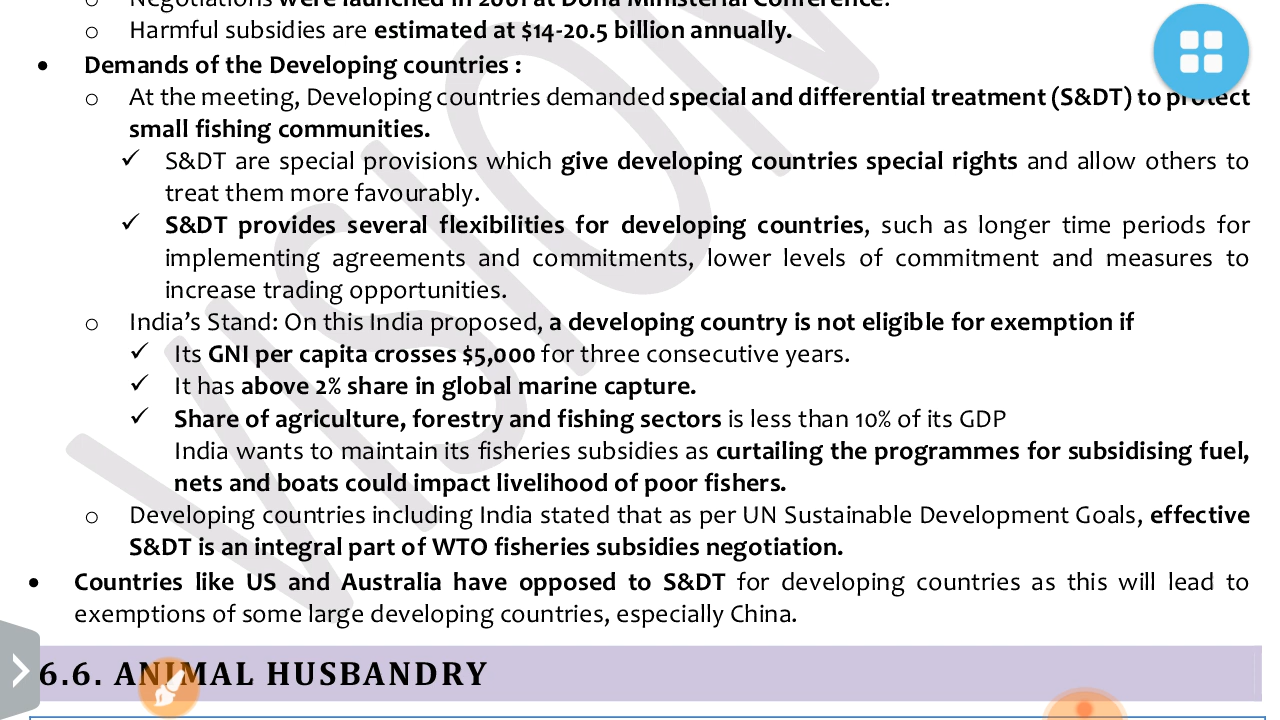 o Negotiations were launched in 2001 at Doha Ministerial Conference.
o Harmful subsidies are estimated at $14-20.5 billion annually.
• Demands of the Developing countries :
o At the meeting, Developing countries demanded special and differential treatment (S&DT) to protect
small fishing communities.
✓ S&DT are special provisions which give developing countries special rights and allow others to
treat them more favourably.
✓ S&DT provides several flexibilities for developing countries, such as longer time periods for
implementing agreements and commitments, lower levels of commitment and measures to
increase trading opportunities.
o India’s Stand: On this India proposed, a developing country is not eligible for exemption if
✓ Its GNI per capita crosses $5,000 for three consecutive years.
✓ It has above 2% share in global marine capture.
✓ Share of agriculture, forestry and fishing sectors is less than 10% of its GDP
India wants to maintain its fisheries subsidies as curtailing the programmes for subsidising fuel,
nets and boats could impact livelihood of poor fishers.
o Developing countries including India stated that as per UN Sustainable Development Goals, effective
S&DT is an integral part of WTO fisheries subsidies negotiation.
• Countries like US and Australia have opposed to S&DT for developing countries as this will lead to
exemptions of some large developing countries, especially China.
6.6. ANIMAL HUSBANDRY
VISION